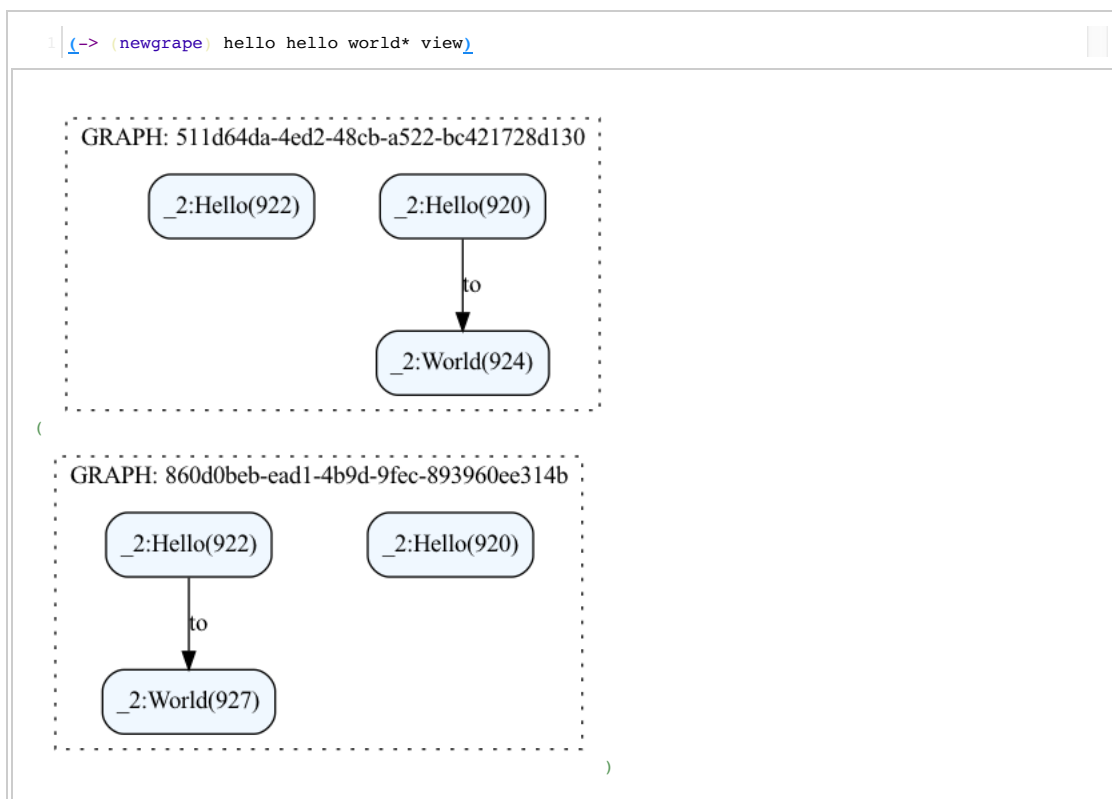 1 (-> (newgrape) hello hello world* view)
GRAPH: 511d64da-4ed2-48cb-a522-bc421728d130
_2:Hello(922) _2:Hello(920)
to
_2:World(924)
(
GRAPH: 860d0beb-ead1-4b9d-9fec-893960ee314b
_2:Hello(922) _2:Hello(920)
to
_2:World(927)
)